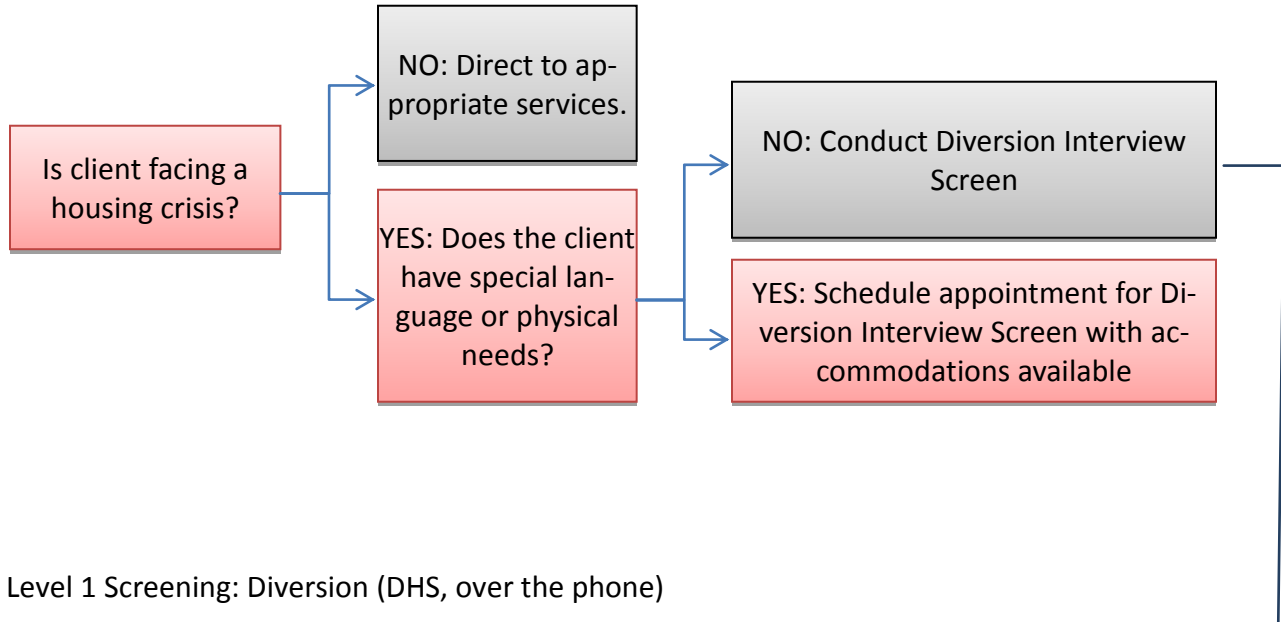 NO: Direct to ap-
propriate services.
Is client facing a
housing crisis?
YES: Does the client
have special lan-
guage or physical
needs?
NO: Conduct Diversion Interview
Screen
YES: Schedule appointment for Di-
version Interview Screen with ac-
commodations available
Level 1 Screening: Diversion (DHS, over the phone)